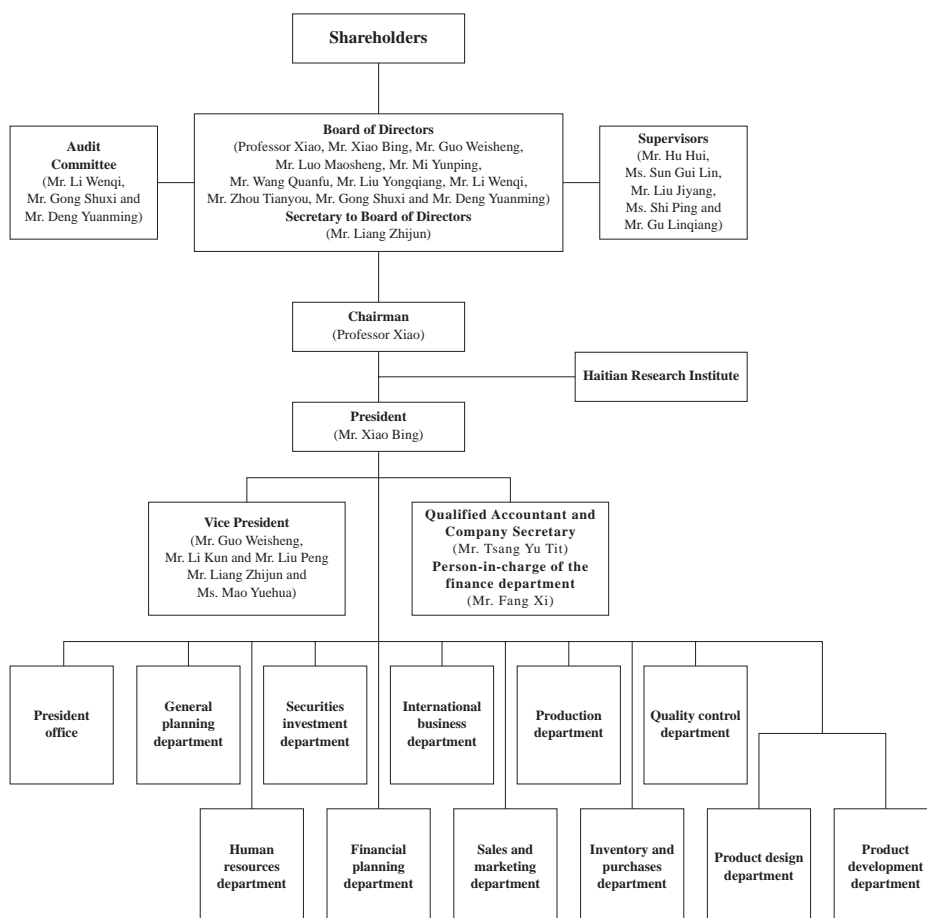 Shareholders
Audit
Committee
(Mr. Li Wenqi,
Mr. Gong Shuxi and
Mr. Deng Yuanming)
Board of Directors
(Professor Xiao, Mr. Xiao Bing, Mr. Guo Weisheng,
Mr. Luo Maosheng, Mr. Mi Yunping,
Mr. Wang Quanfu, Mr. Liu Yongqiang, Mr. Li Wenqi,
Mr. Zhou Tianyou, Mr. Gong Shuxi and Mr. Deng Yuanming)
Secretary to Board of Directors
(Mr. Liang Zhijun)
Supervisors
(Mr. Hu Hui,
Ms. Sun Gui Lin,
Mr. Liu Jiyang,
Ms. Shi Ping and
Mr. Gu Linqiang)
Chairman
(Professor Xiao)
Haitian Research Institute
President
(Mr. Xiao Bing)
Vice President
(Mr. Guo Weisheng,
Mr. Li Kun and Mr. Liu Peng
Mr. Liang Zhijun and
Ms. Mao Yuehua)
Qualified Accountant and
Company Secretary
(Mr. Tsang Yu Tit)
Person-in-charge of the
finance department
(Mr. Fang Xi)
President
office
General
planning
department
Securities
investment
department
International
business
department
Production
department
Quality control
department
Human
resources
department
Financial
planning
department
Sales and
marketing
department
Inventory and
purchases
department
Product design
department
Product
development
department